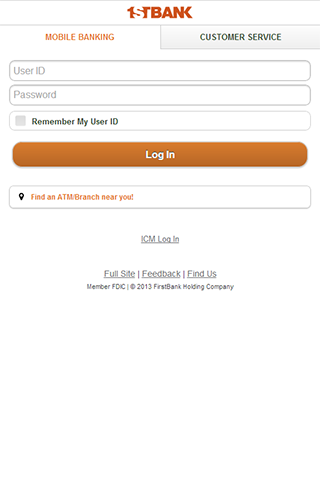 1STBANK
MOBILE BANKING
CUSTOMER SERVICE
User ID
Password
Remember My User ID
Log In
Find an ATM/Branch near you!
ICM Log In
Full Site | Feedback | Find Us
Member FDIC | © 2013 FirstBank Holding Company